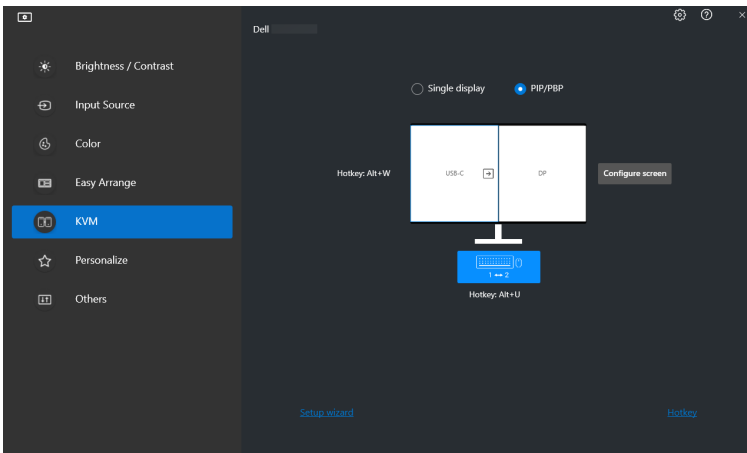 Dell
Brightness / Contrast
Input Source
Color
Easy Arrange
KVM
Personalize
Others
Single display
PIP/PBP
Hotkey: Alt+W
USB-C
DP
Configure screen
1 2
Hotkey: Alt+U
Setup wizard
Hotkey